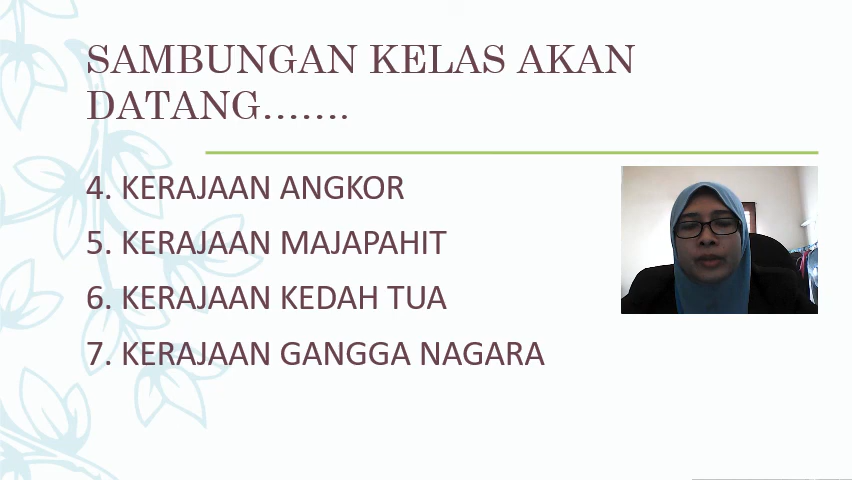 SAMBUNGAN KELAS AKAN
DATANG.......
4. KERAJAAN ANGKOR
5. KERAJAAN MAJAPAHIT
6. KERAJAAN KEDAH TUA
7. KERAJAAN GANGGA NAGARA